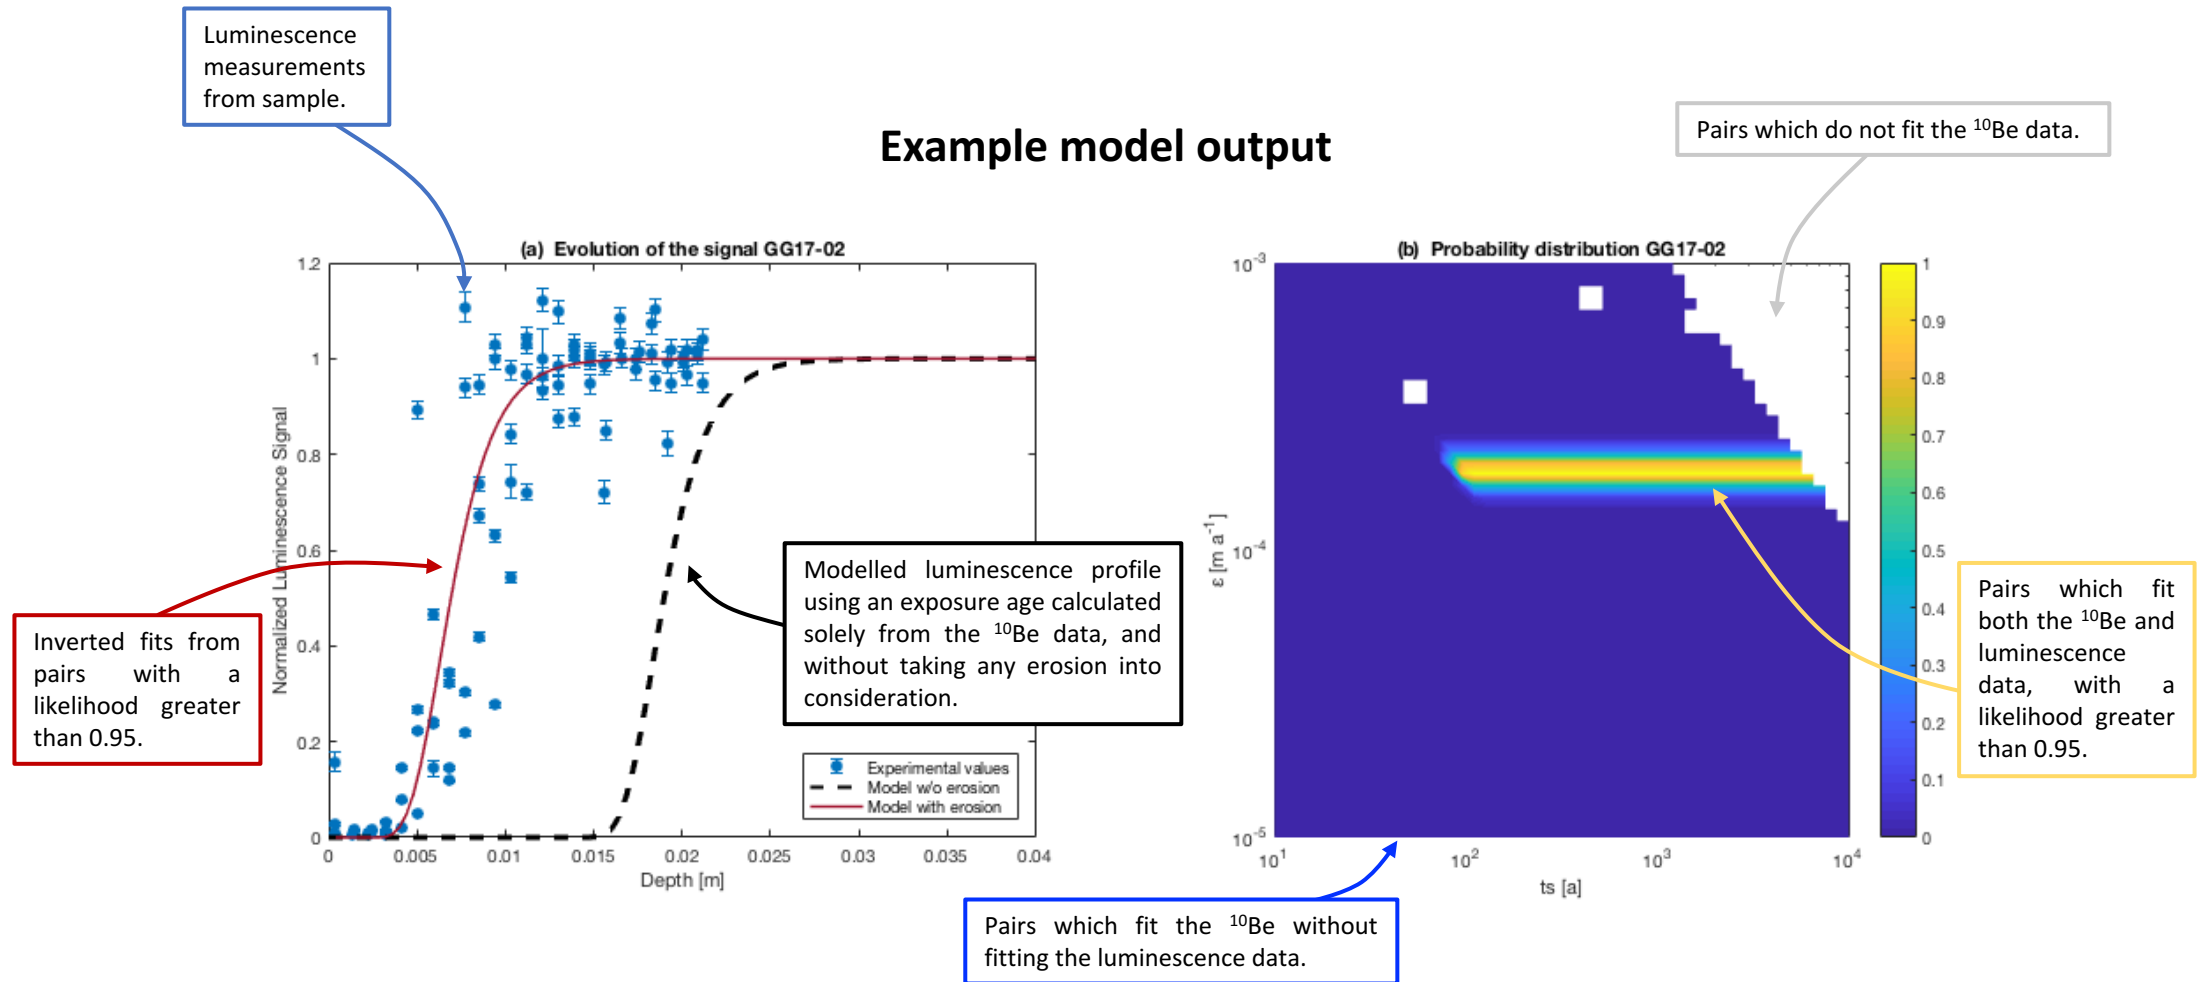 Luminescence
measurements
from sample.
Example model output
Pairs which do not fit the ¹⁰Be data.
(a) Evolution of the signal GG17-02
1.2
1
0.8
0.6
0.4
0.2
0
Normalized Luminescence Signal
0
0.005
0.01
0.015
0.02
0.025
0.03
0.035
0.04
Depth [m]
Experimental values
Model w/o erosion
Model with erosion
Inverted fits from
pairs with a
likelihood greater
than 0.95.
Modelled luminescence profile
using an exposure age calculated
solely from the ¹⁰Be data, and
without taking any erosion into
consideration.
(b) Probability distribution GG17-02
10⁻³
10⁻⁴
10⁻⁵
ε [m a⁻¹]
10¹
10²
10³
10⁴
ts [a]
1
0.9
0.8
0.7
0.6
0.5
0.4
0.3
0.2
0.1
0
Pairs which fit
both the ¹⁰Be and
luminescence
data, with a
likelihood greater
than 0.95.
Pairs which fit the ¹⁰Be without
fitting the luminescence data.